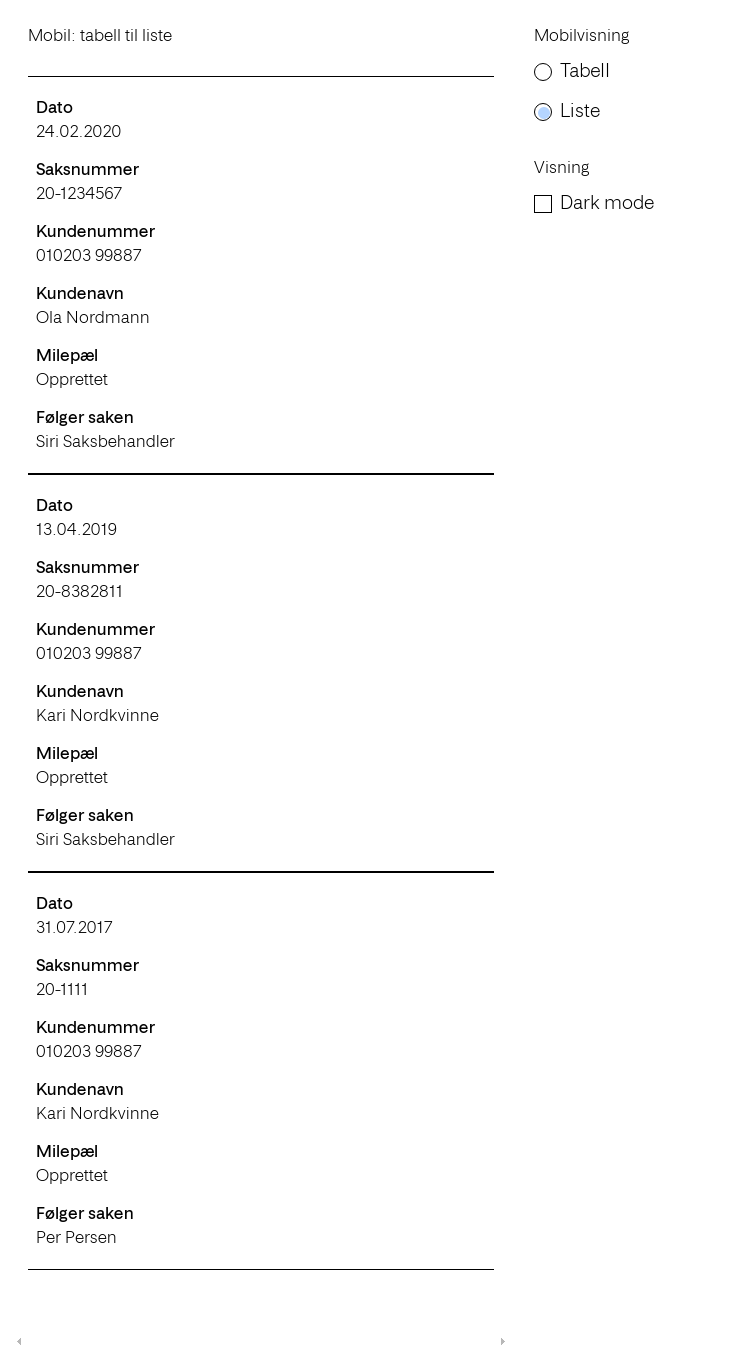 Mobil: tabell til liste
Dato
24.02.2020
Saksnummer
20-1234567
Kundenummer
010203 99887
Kundenavn
Ola Nordmann
Milepæl
Opprettet
Følger saken
Siri Saksbehandler
Dato
13.04.2019
Saksnummer
20-8382811
Kundenummer
010203 99887
Kundenavn
Kari Nordkvinne
Milepæl
Opprettet
Følger saken
Siri Saksbehandler
Dato
31.07.2017
Saksnummer
20-1111
Kundenummer
010203 99887
Kundenavn
Kari Nordkvinne
Milepæl
Opprettet
Følger saken
Per Persen
Mobilvisning
Tabell
Liste
Visning
Dark mode